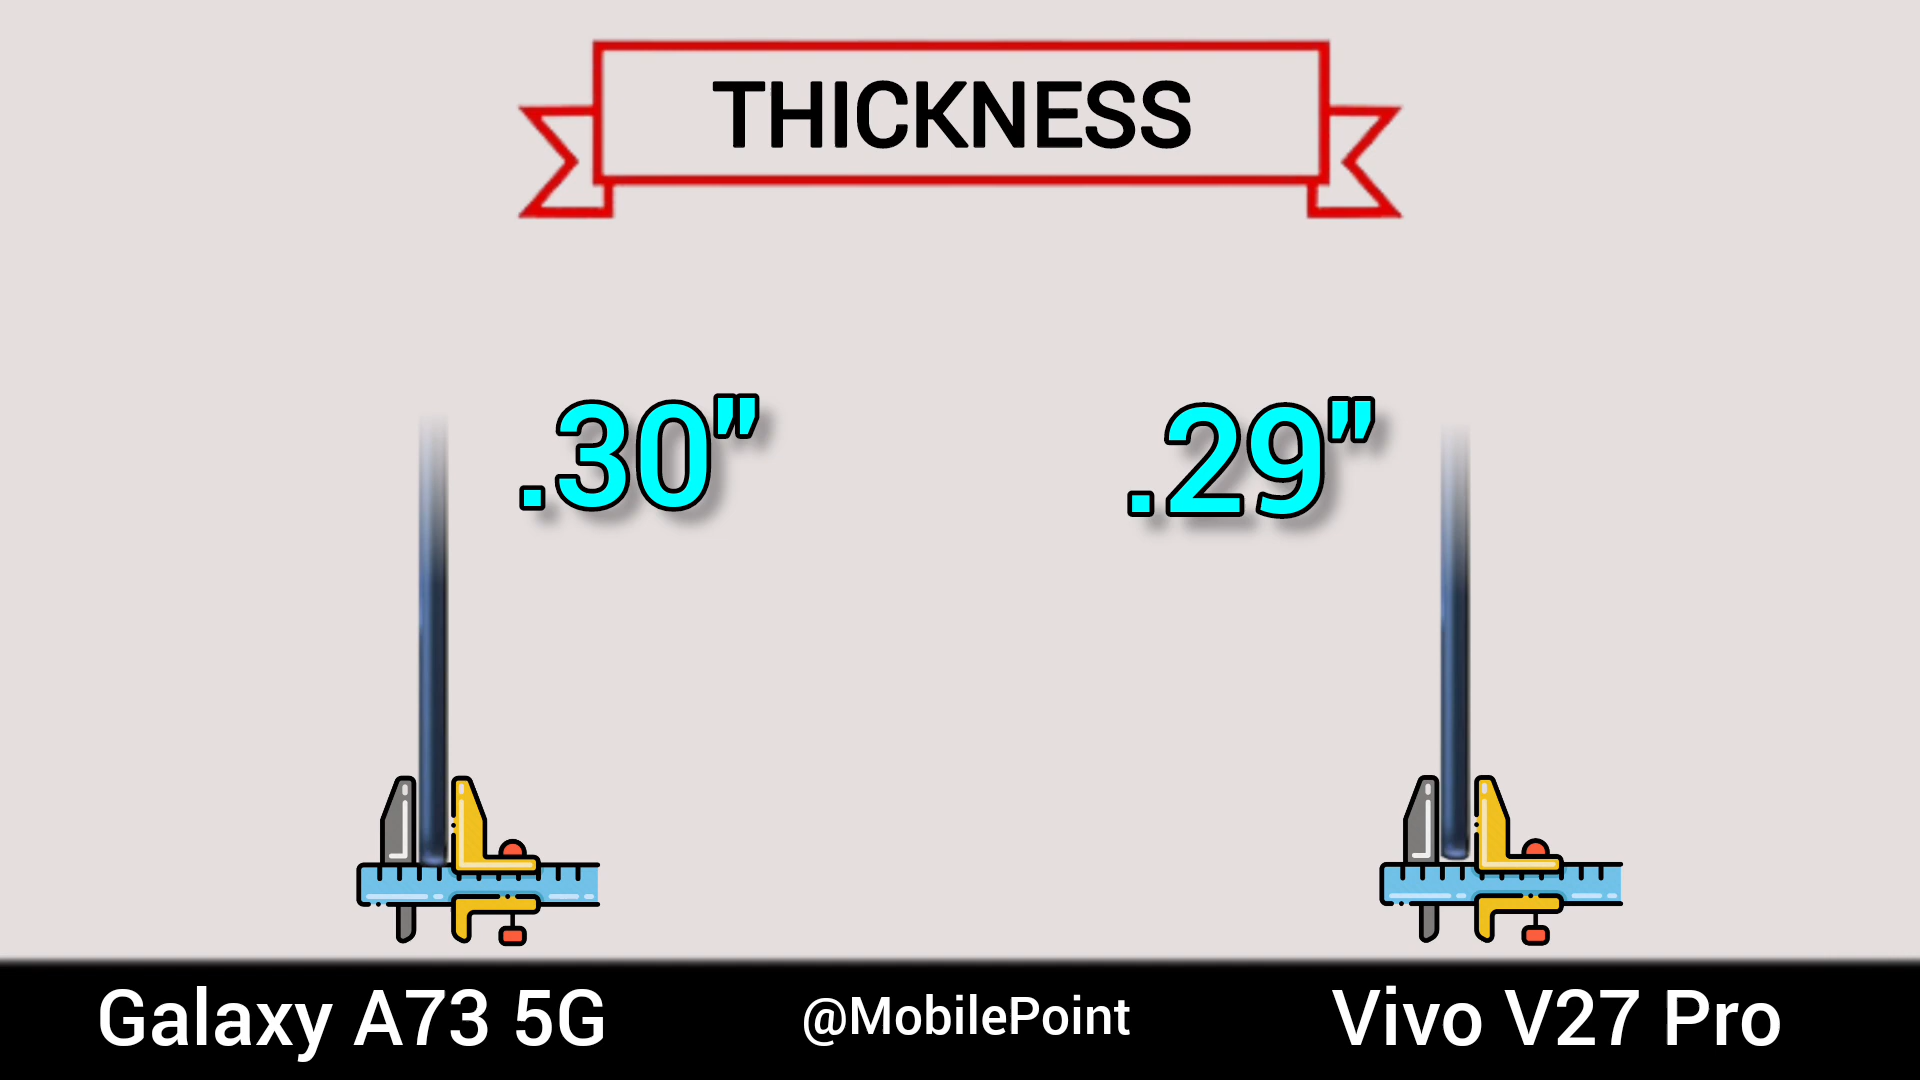 THICKNESS
.30"
.29"
Galaxy A73 5G
@MobilePoint
Vivo V27 Pro